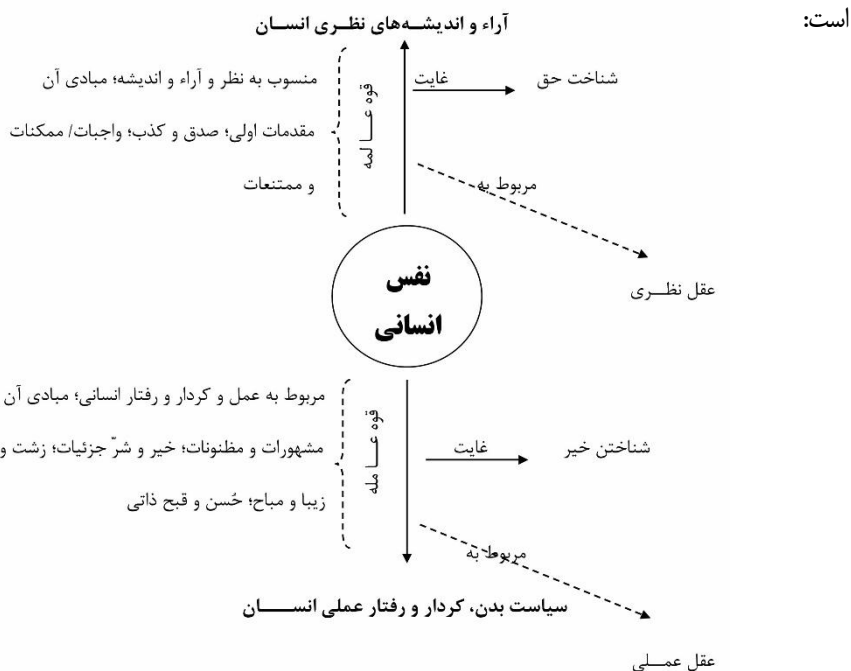 است:
آراء و اندیشه‌های نظری انسان
شناخت حق
غایت
قوه عالمه
منسوب به نظر و آراء و اندیشه؛ مبادی آن
مقدمات اولی؛ صدق و کذب؛ واجبات/ ممکنات
و ممتنعات
مربوط به
عقل نظری
نفس
انسانی
مربوط به عمل و کردار و رفتار انسانی؛ مبادی آن
مشهورات و مظنونات؛ خیر و شرّ جزئیات؛ زشت و
زیبا و مباح؛ حُسن و قبح ذاتی
قوه عامله
غایت
شناختن خیر
مربوط به
سیاست بدن، کردار و رفتار عملی انسان
عقل عملی